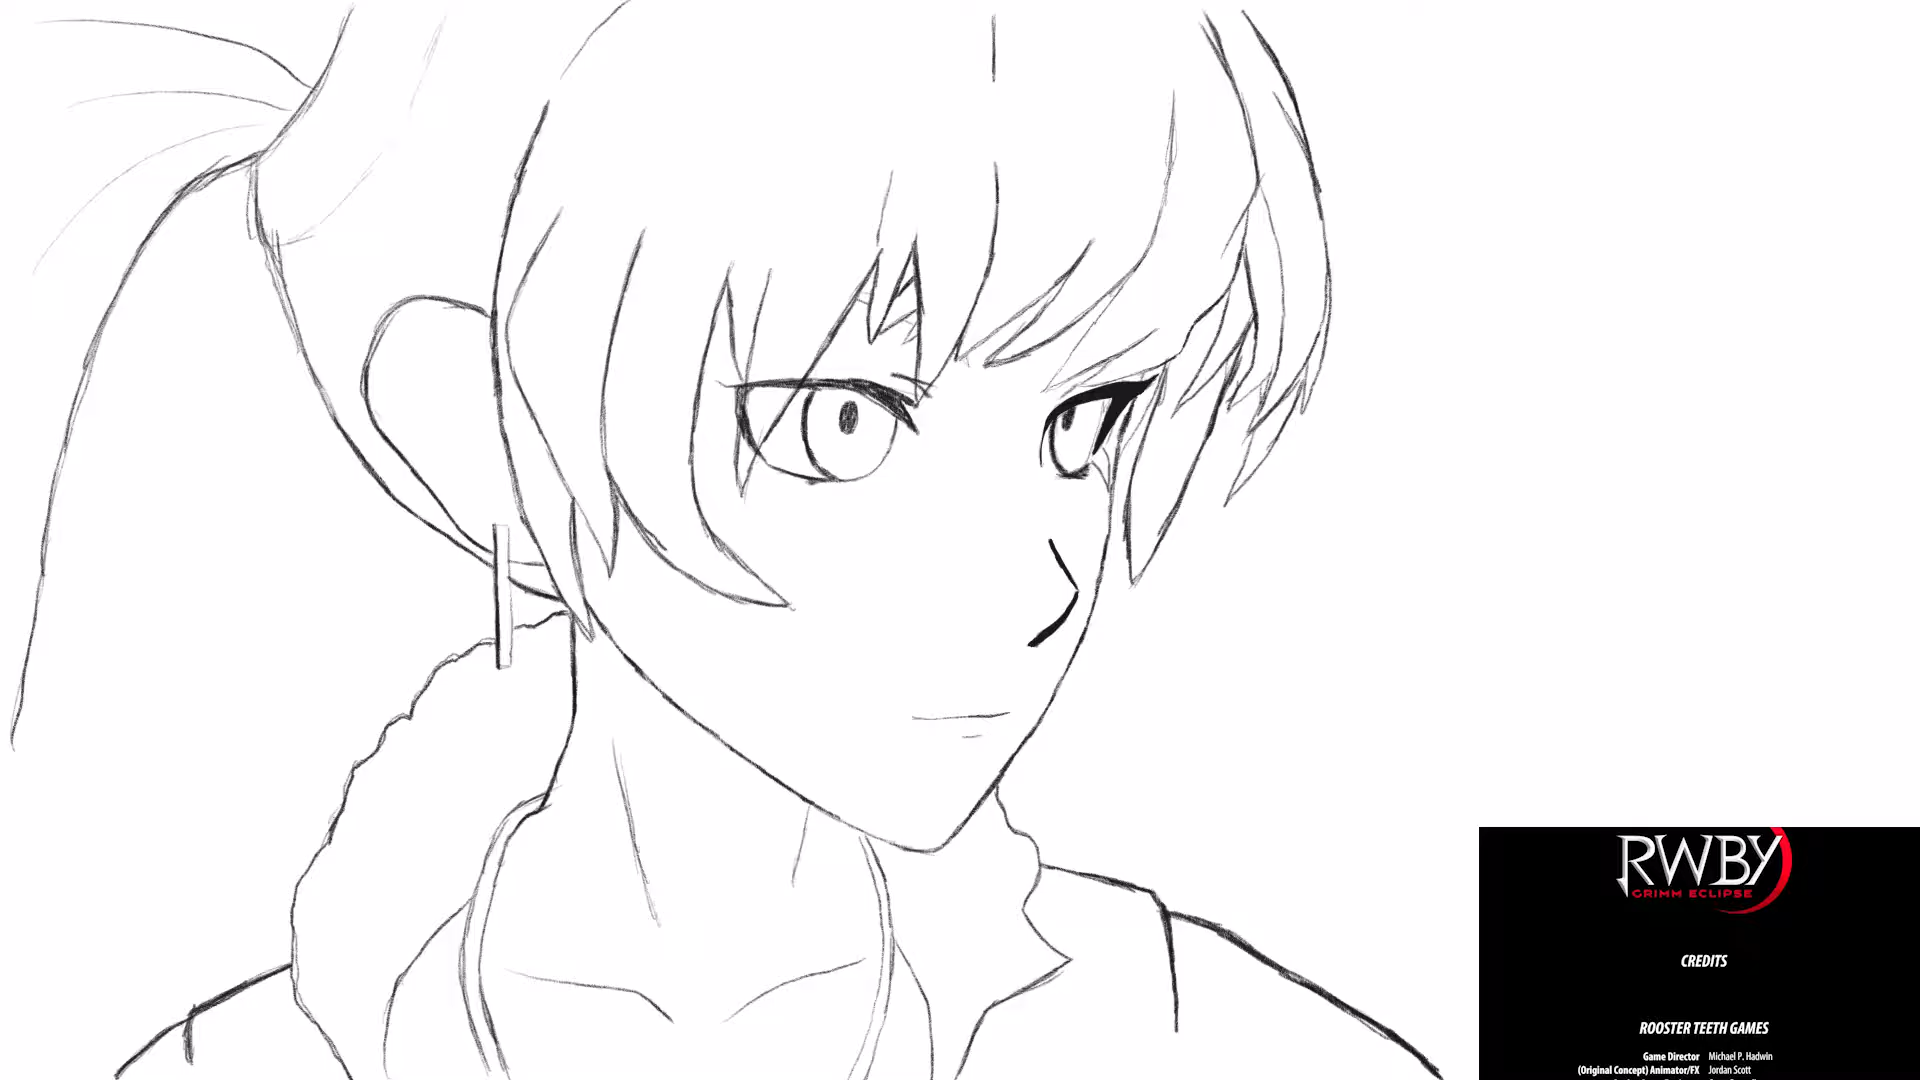 RWBY
GRIMM ECLIPSE
CREDITS
ROOSTER TEETH GAMES
Game Director Michael P. Hadwin
(Original Concept) Animator/FX Jordan Scott